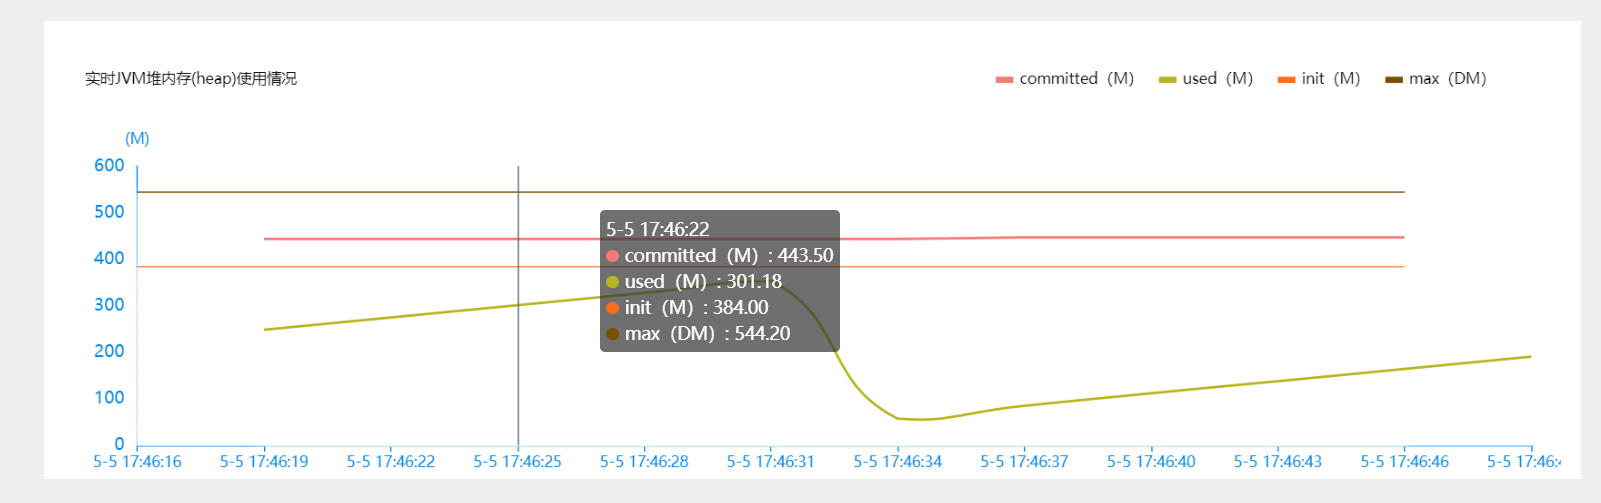 实时JVM堆内存(heap)使用情况
committed（M） used（M） init（M） max（DM）
(M)
600
500
400
300
200
100
0
5-5 17:46:22
committed（M）: 443.50
used（M）: 301.18
init（M）: 384.00
max（DM）: 544.20
5-5 17:46:16 5-5 17:46:19 5-5 17:46:22 5-5 17:46:25 5-5 17:46:28 5-5 17:46:31 5-5 17:46:34 5-5 17:46:37 5-5 17:46:40 5-5 17:46:43 5-5 17:46:46 5-5 17:46:4